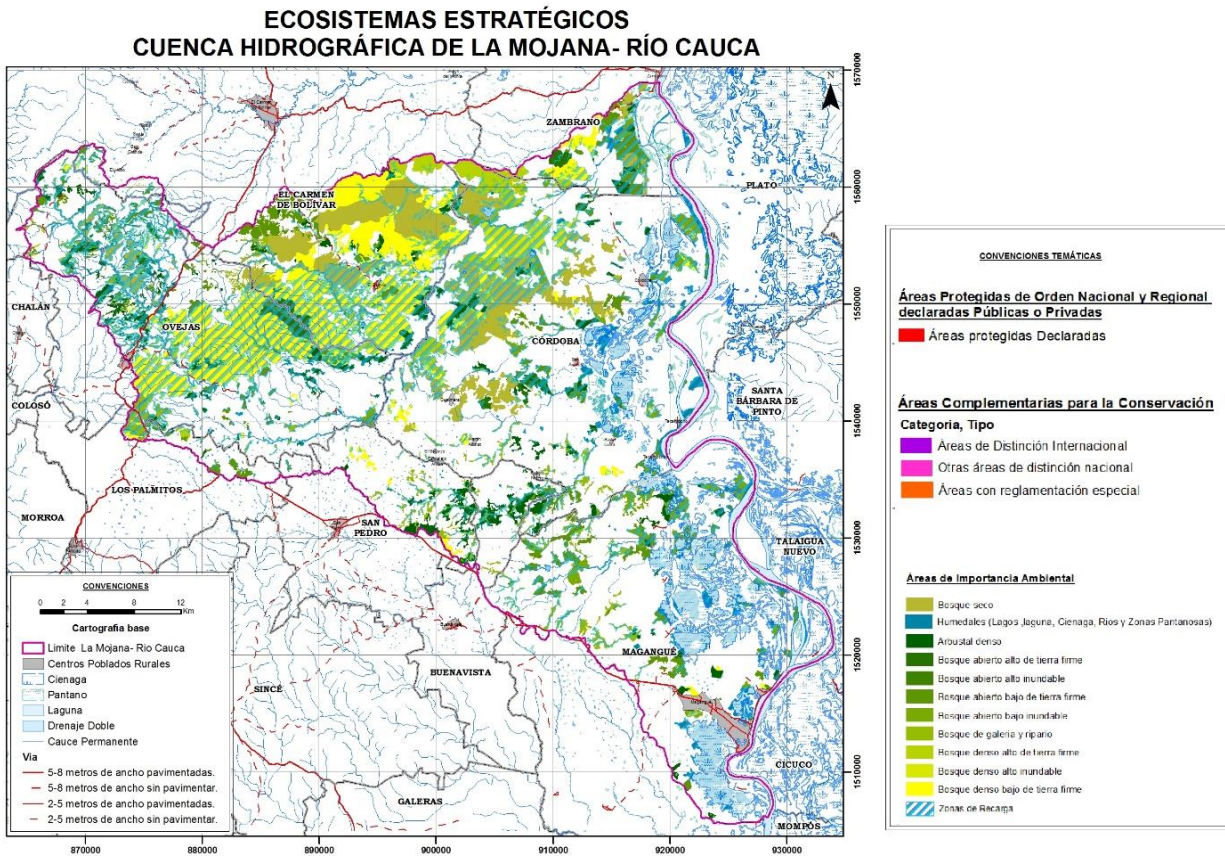 ECOSISTEMAS ESTRATÉGICOS
CUENCA HIDROGRÁFICA DE LA MOJANA- RÍO CAUCA
ZAMBRANO
PLATO
EL CARMEN
DE BOLÍVAR
CHALÁN
OVEJAS
CÓRDOBA
COLOSÓ
SANTA
BÁRBARA DE
PINTO
LOS PALMITOS
MORROA
SAN
PEDRO
TALAIGUA
NUEVO
MAGANGUÉ
BUENAVISTA
SINCÉ
CICUCO
GALERAS
MOMPÓS
N
1570000
1560000
1550000
1540000
1530000
1520000
1510000
870000
880000
890000
900000
910000
920000
930000
CONVENCIONES
0 2 4 8 12
Km
Cartografia base
Limite La Mojana- Rio Cauca
Centros Poblados Rurales
Cienaga
Pantano
Laguna
Drenaje Doble
Cauce Permanente
Via
5-8 metros de ancho pavimentadas.
5-8 metros de ancho sin pavimentar.
2-5 metros de ancho pavimentadas.
2-5 metros de ancho sin pavimentar.
CONVENCIONES TEMÁTICAS
Áreas Protegidas de Orden Nacional y Regional
declaradas Públicas o Privadas
Áreas protegidas Declaradas
Áreas Complementarias para la Conservación
Categoría, Tipo
Áreas de Distinción Internacional
Otras áreas de distinción nacional
Áreas con reglamentación especial
Áreas de Importancia Ambiental
Bosque seco
Humedales (Lagos ,laguna, Cienaga, Rios y Zonas Pantanosas)
Arbustal denso
Bosque abierto alto de tierra firme
Bosque abierto alto inundable
Bosque abierto bajo de tierra firme
Bosque abierto bajo inundable
Bosque de galeria y ripario
Bosque denso alto de tierra firme
Bosque denso alto inundable
Bosque denso bajo de tierra firme
Zonas de Recarga